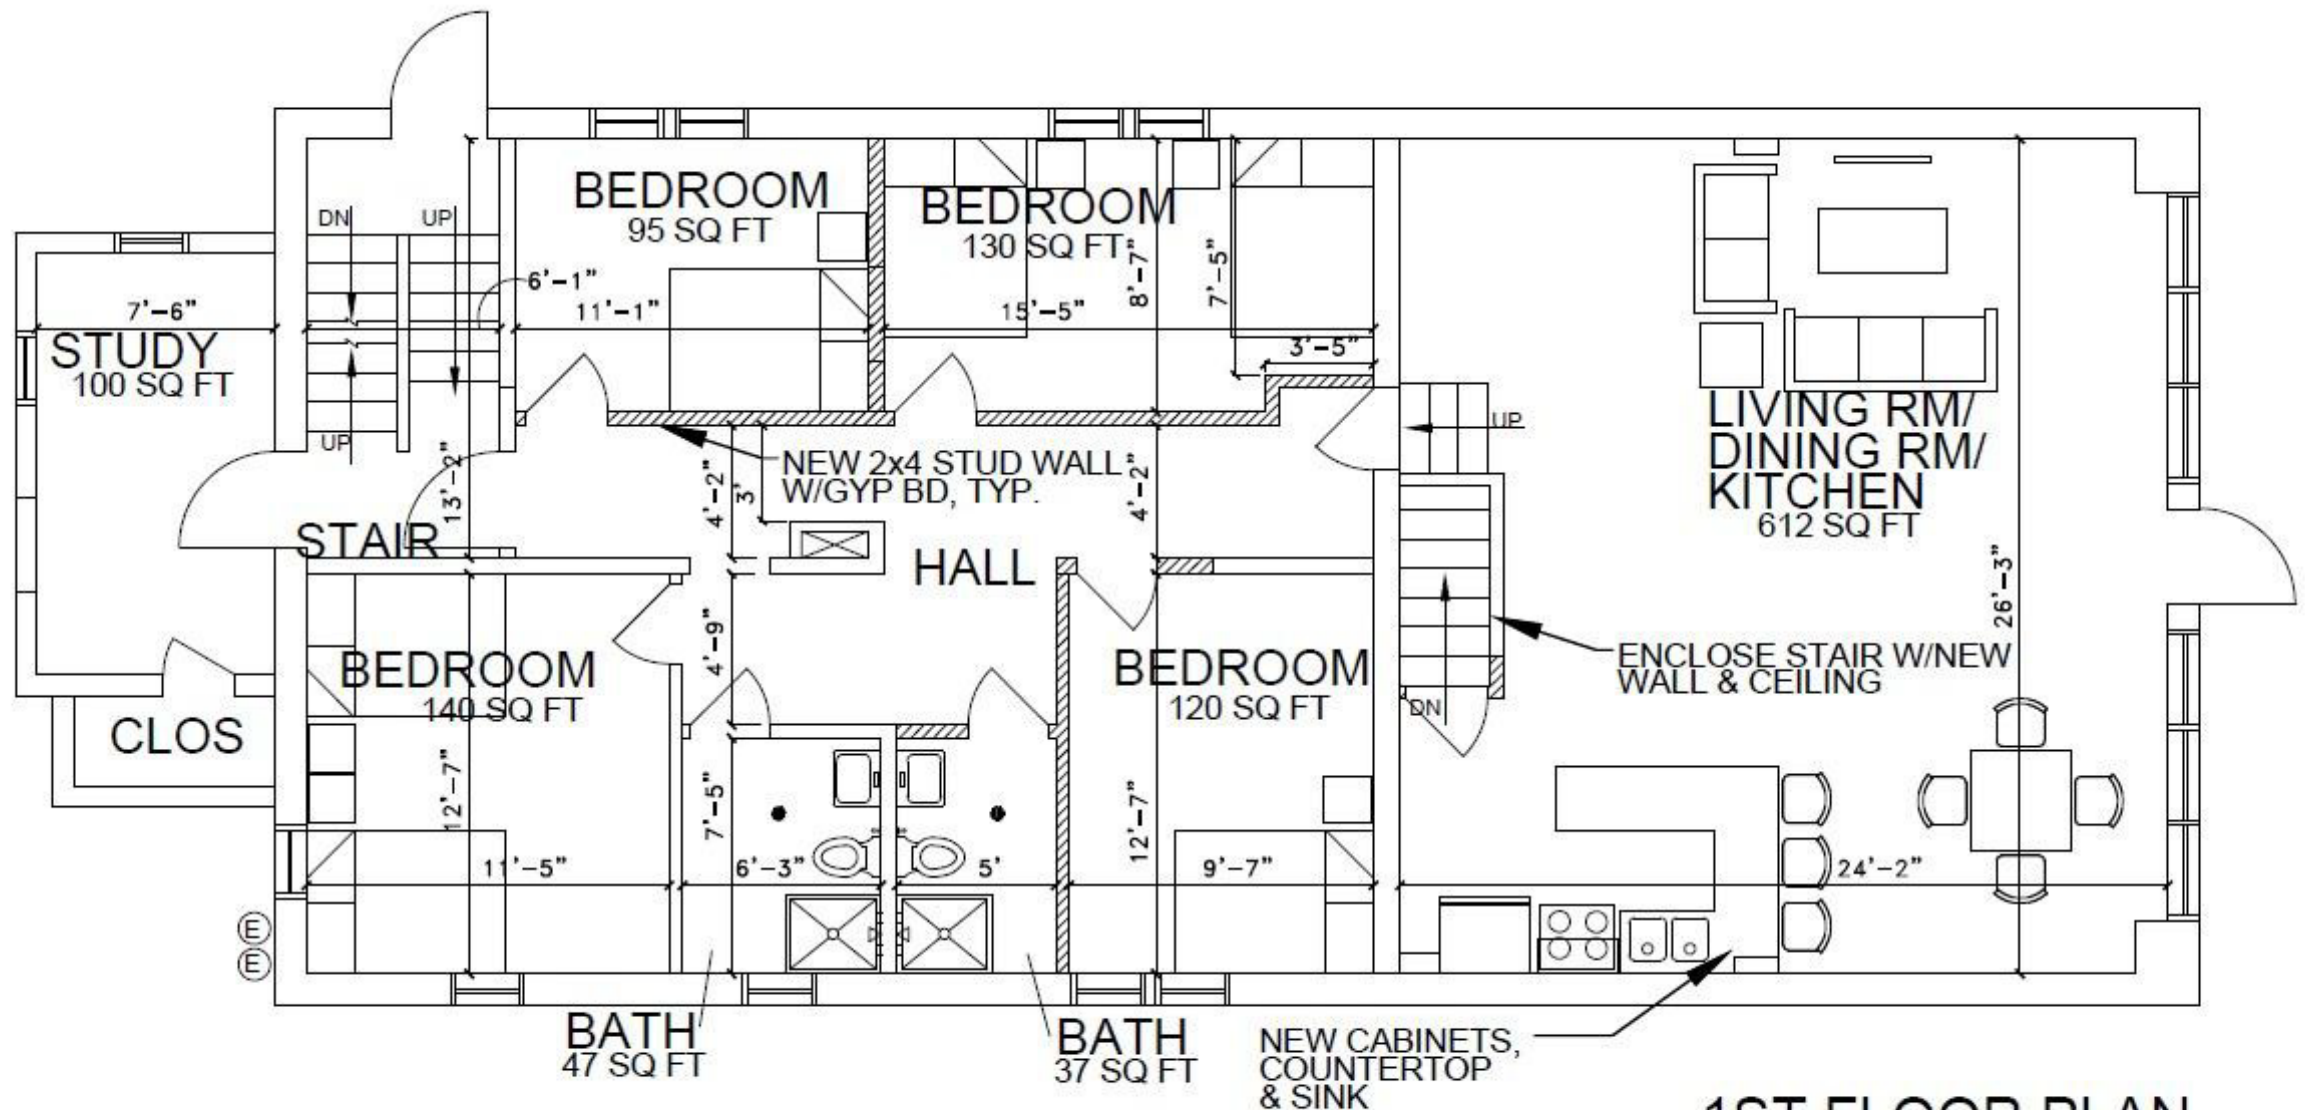 BEDROOM
95 SQ FT
BEDROOM
130 SQ FT
DN
UP
6'-1"
7'-6"
11'-1"
15'-5"
8'-7"
7'-5"
3'-5"
STUDY
100 SQ FT
UP
13'-2"
STAIR
4'-2"
3'
NEW 2x4 STUD WALL
W/GYP BD, TYP.
4'-2"
HALL
UP
LIVING RM/
DINING RM/
KITCHEN
612 SQ FT
26'-3"
ENCLOSE STAIR W/NEW
WALL & CEILING
DN
CLOS
BEDROOM
140 SQ FT
4'-9"
BEDROOM
120 SQ FT
12'-7"
7'-5"
12'-7"
11'-5"
6'-3"
5'
9'-7"
24'-2"
E
E
BATH
47 SQ FT
BATH
37 SQ FT
NEW CABINETS,
COUNTERTOP
& SINK
1ST FLOOR PLAN